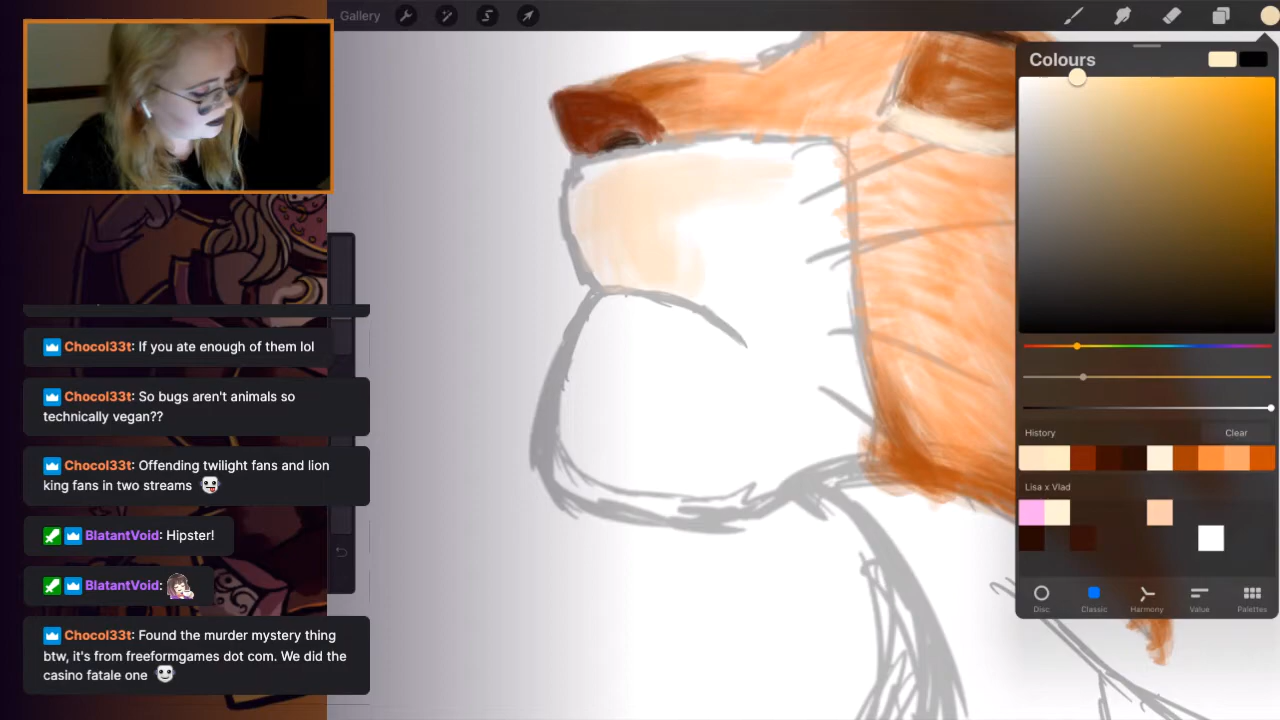 Gallery
Chocol33t: If you ate enough of them lol
Chocol33t: So bugs aren't animals so
technically vegan??
Chocol33t: Offending twilight fans and lion
king fans in two streams
BlatantVoid: Hipster!
BlatantVoid:
Chocol33t: Found the murder mystery thing
btw, it's from freeformgames dot com. We did the
casino fatale one
Colours
History
Clear
Lisa x Vlad
Disc
Classic
Harmony
Value
Palettes